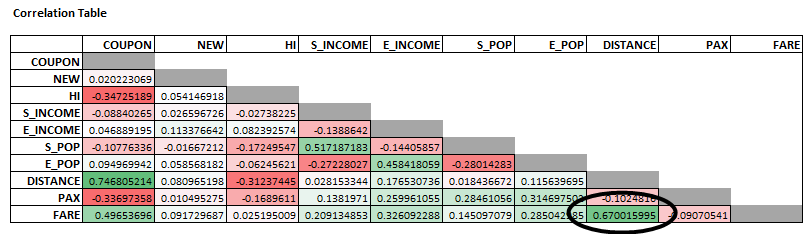 Correlation Table
COUPON NEW HI S_INCOME E_INCOME S_POP E_POP DISTANCE PAX FARE
COUPON
NEW 0.020223069
HI -0.34725189 0.054146918
S_INCOME -0.08840265 0.026596726 -0.02738225
E_INCOME 0.046889195 0.113376642 0.082392574 -0.1388642
S_POP -0.10776336 -0.01667212 -0.17249547 0.517187183 -0.14405857
E_POP 0.094969942 0.058568182 -0.06245621 -0.27228027 0.458418059 -0.28014283
DISTANCE 0.746805214 0.080965198 -0.31237445 0.028153344 0.176530736 0.018436672 0.115639695
PAX -0.33697358 0.010495275 -0.1689611 0.1381971 0.259961055 0.28461056 0.314697502 -0.1024816
FARE 0.49653696 0.091729687 0.025195009 0.209134853 0.326092288 0.145097079 0.670015995 -0.09070541